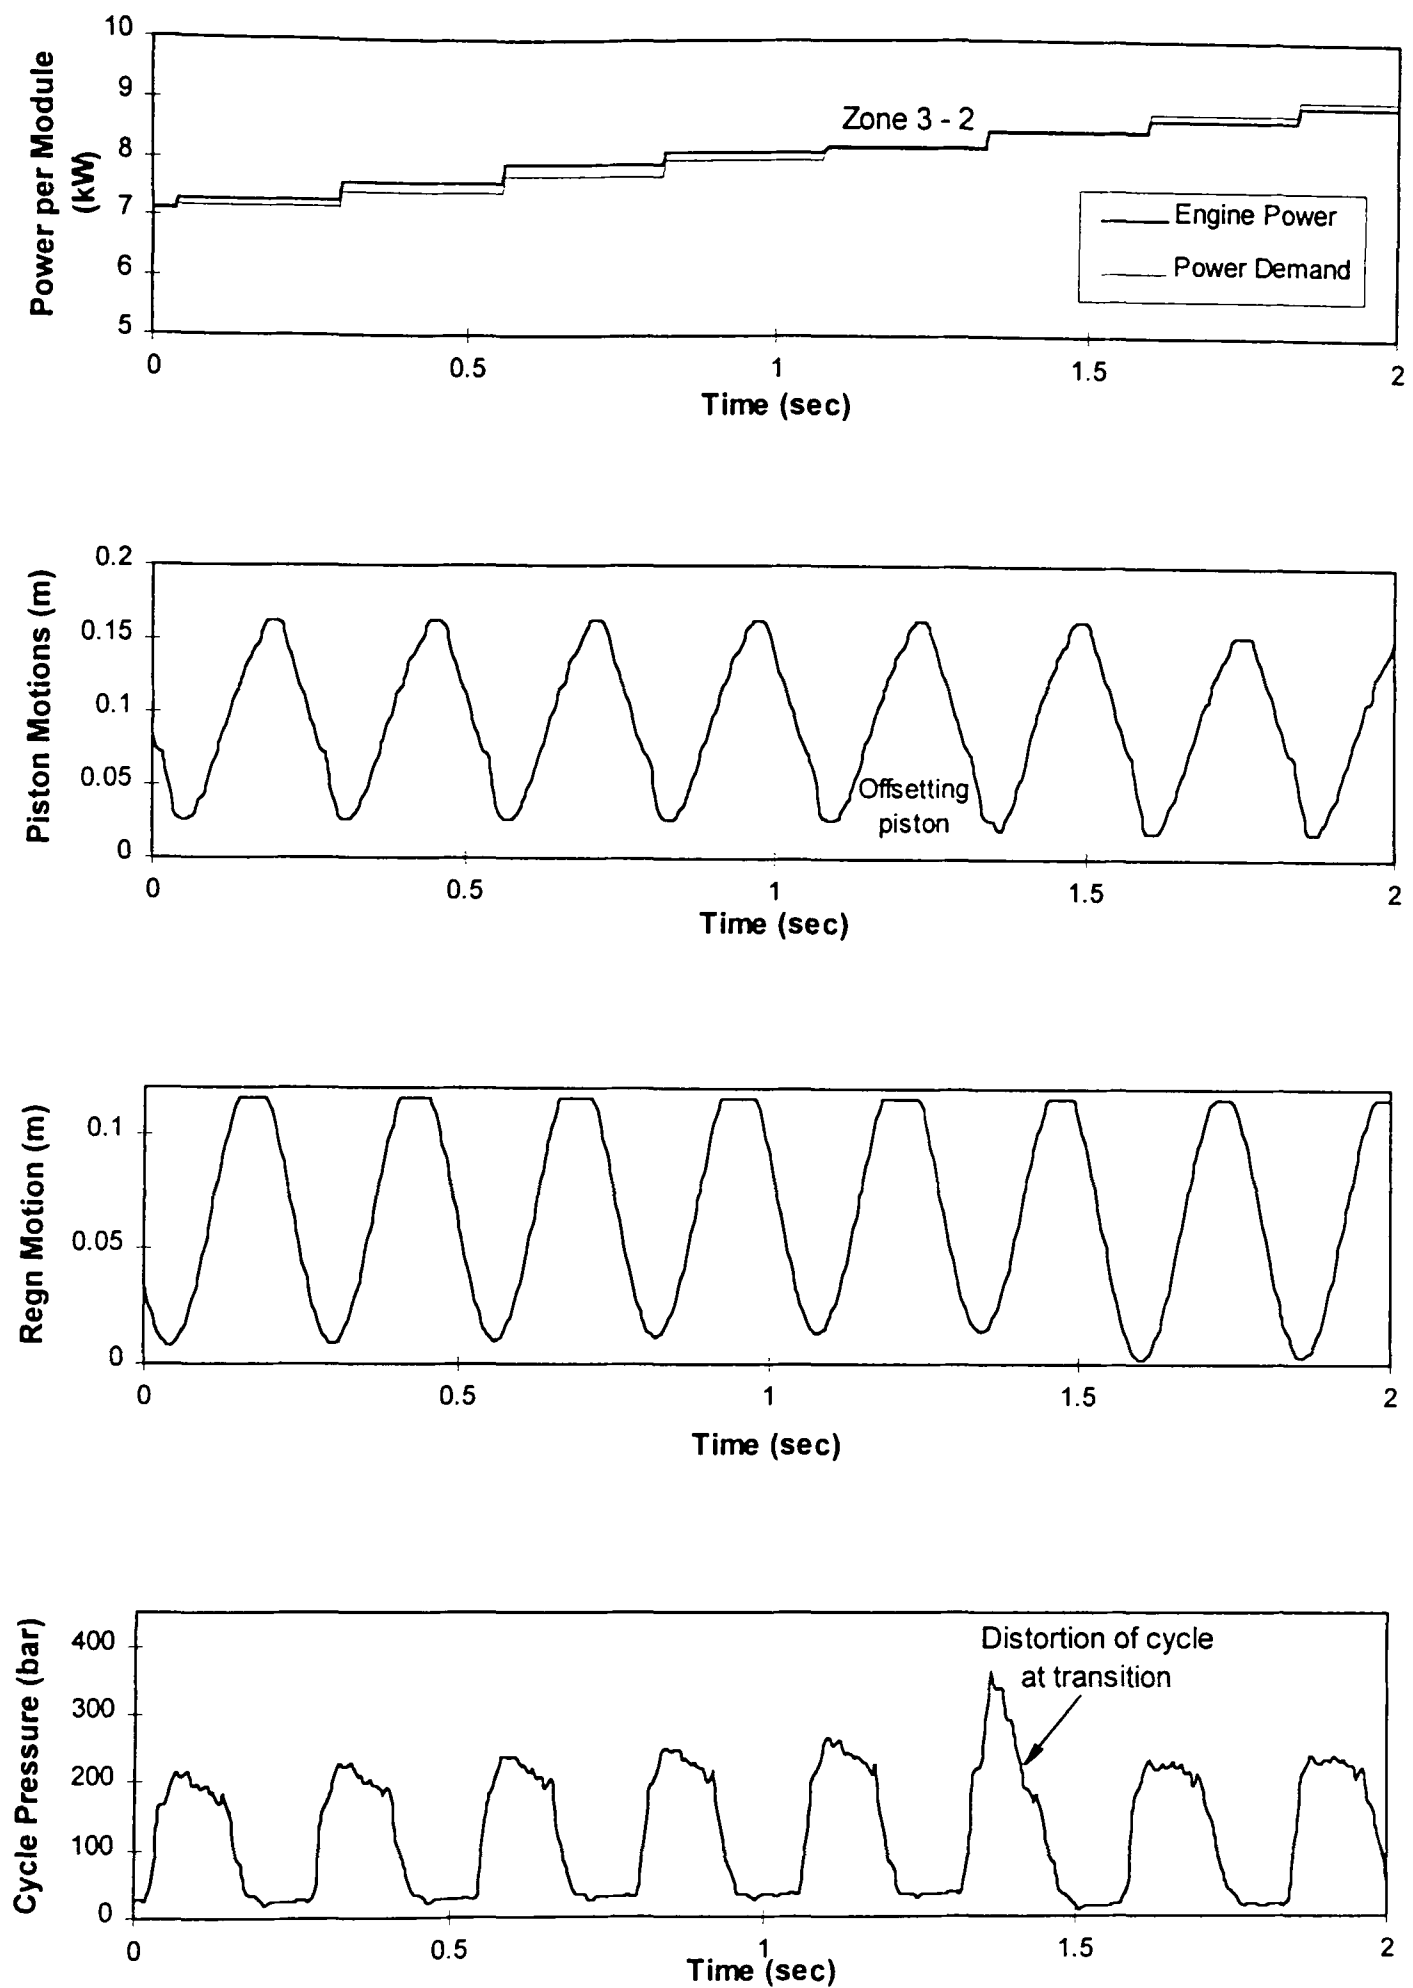 10
9
8
7
6
5
Power per Module
(kW)
Zone 3 - 2
Engine Power
Power Demand
0
0.5
1
1.5
2
Time (sec)
0.2
0.15
0.1
0.05
0
Piston Motions (m)
Offsetting
piston
0
0.5
1
1.5
2
Time (sec)
0.1
0.05
0
Regn Motion (m)
0
0.5
1
1.5
2
Time (sec)
400
300
200
100
0
Cycle Pressure (bar)
Distortion of cycle
at transition
0
0.5
1
1.5
2
Time (sec)